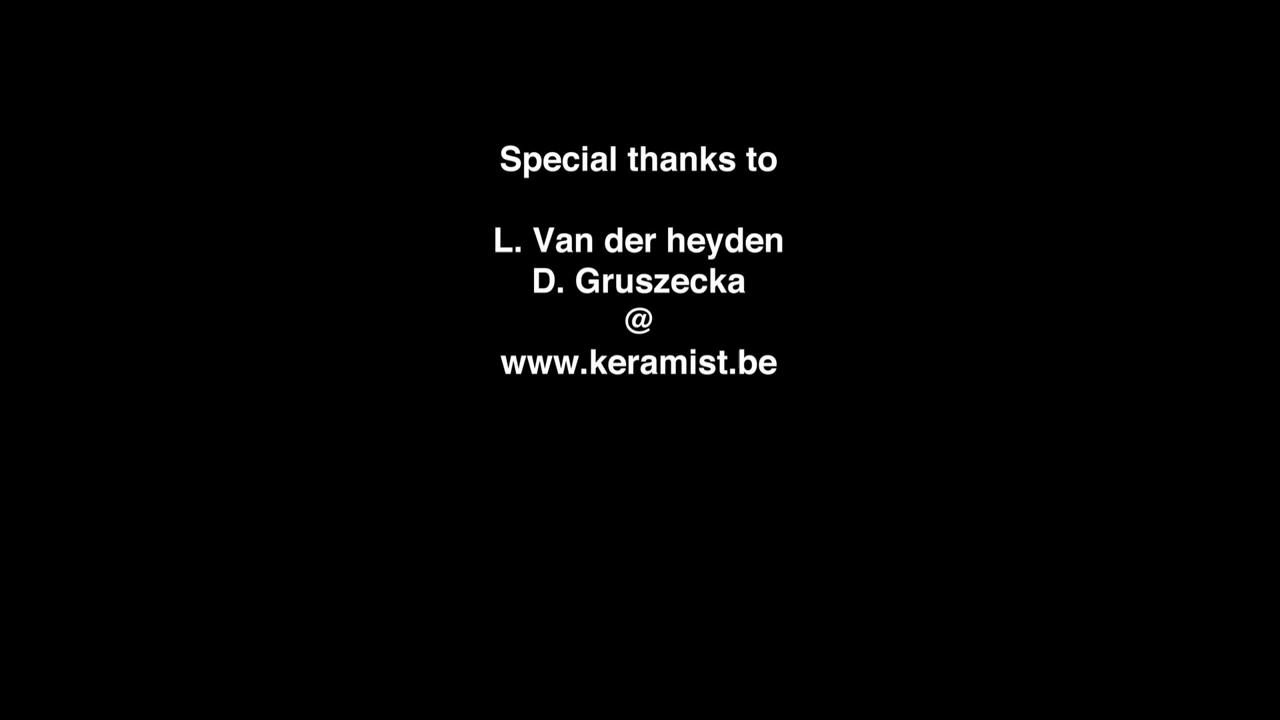 Special thanks to
L. Van der heyden
D. Gruszecka
@
www.keramist.be